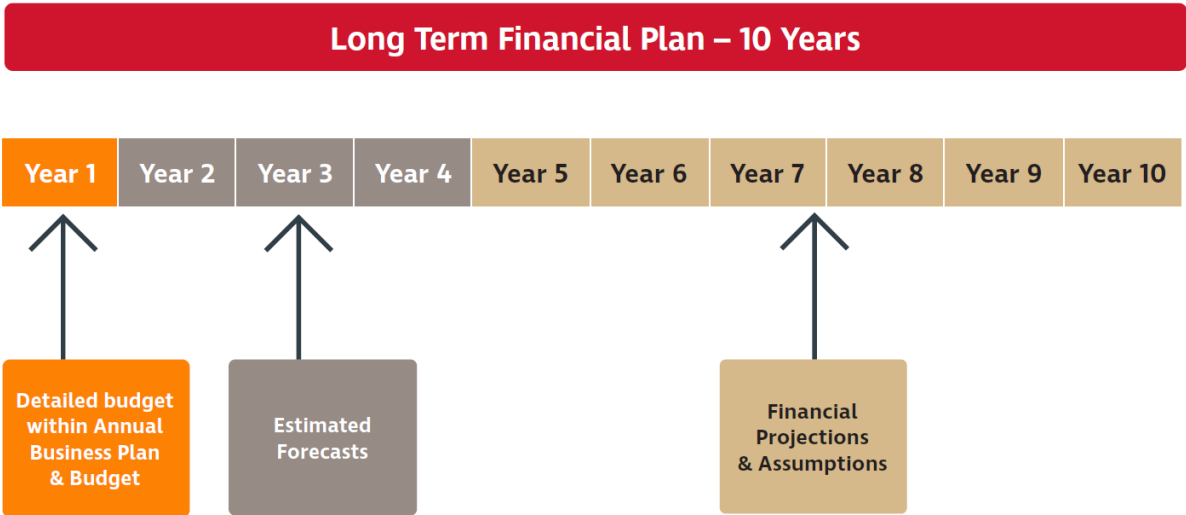 Long Term Financial Plan – 10 Years
Year 1
Year 2
Year 3
Year 4
Year 5
Year 6
Year 7
Year 8
Year 9
Year 10
Detailed budget
within Annual
Business Plan
& Budget
Estimated
Forecasts
Financial
Projections
& Assumptions